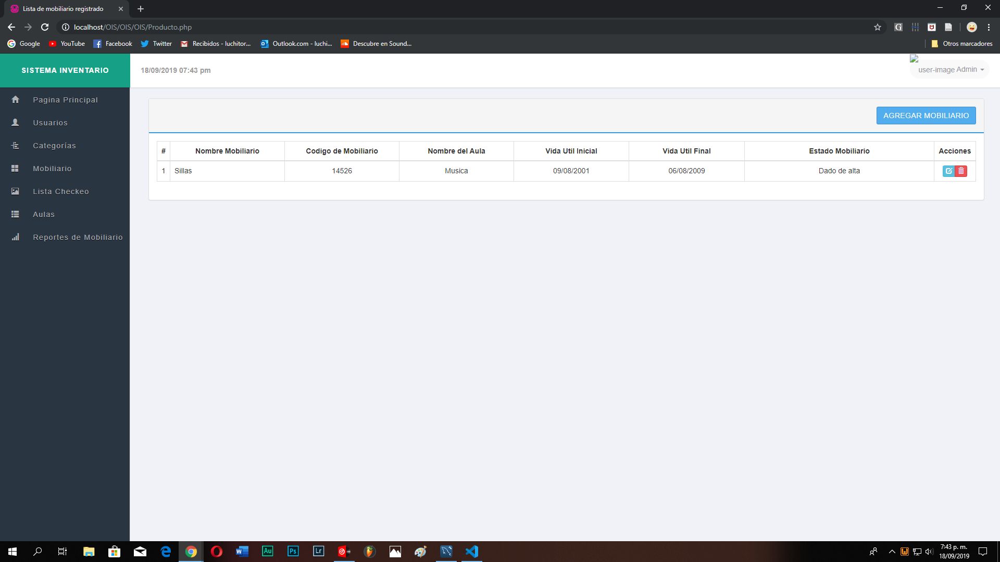 Lista de mobiliario registrado
localhost/OIS/OIS/OIS/Producto.php
Google YouTube Facebook Twitter Recibidos - luchitor... Outlook.com - luchi... Descubre en Sound... Otros marcadores
SISTEMA INVENTARIO
18/09/2019 07:43 pm
user-image Admin
Pagina Principal
Usuarios
Categorías
Mobiliario
Lista Checkeo
Aulas
Reportes de Mobiliario
AGREGAR MOBILIARIO
# Nombre Mobiliario Codigo de Mobiliario Nombre del Aula Vida Util Inicial Vida Util Final Estado Mobiliario Acciones
1 Sillas 14526 Musica 09/08/2001 06/08/2009 Dado de alta
Au Ps Lr
7:43 p. m.
18/09/2019